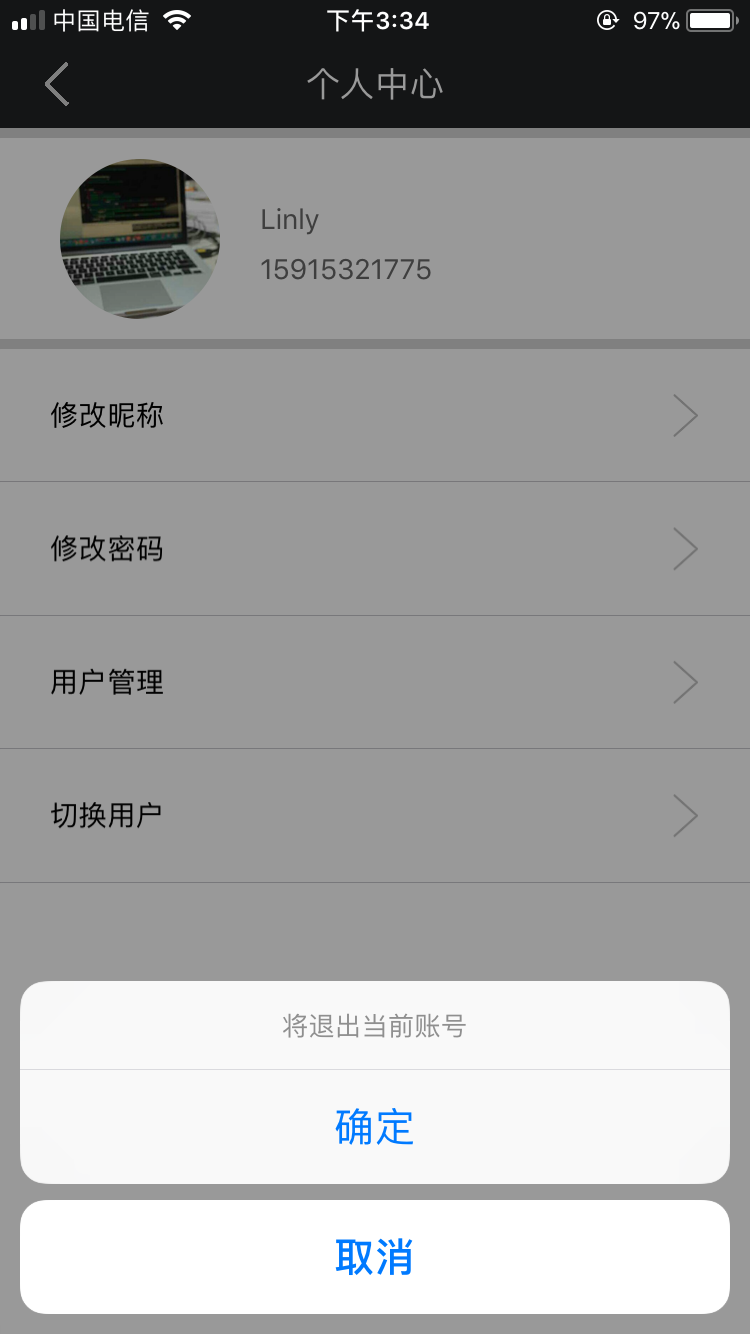 中国电信 下午3:34 97%
个人中心
Linly
15915321775
修改昵称
修改密码
用户管理
切换用户
将退出当前账号
确定
取消